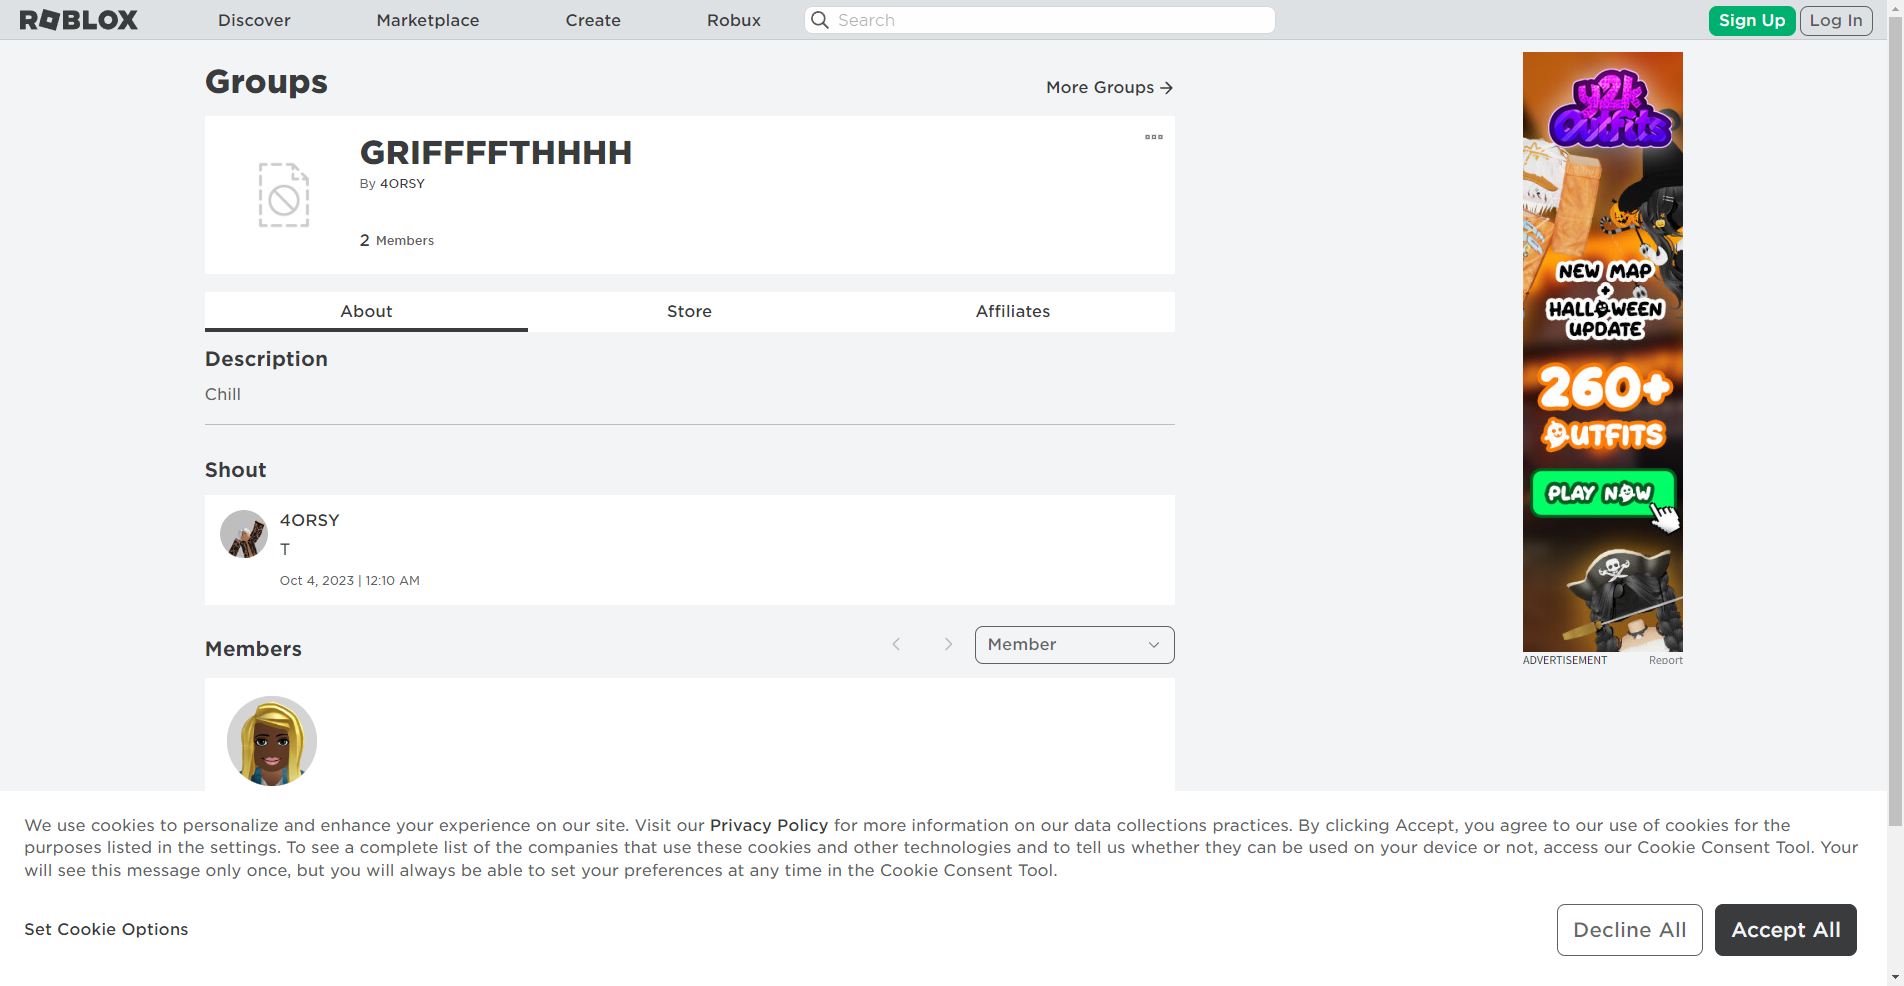 ROBLOX
Discover
Marketplace
Create
Robux
Search
Sign Up
Log In
Groups
More Groups
GRIFFFFTHHHH
By 4ORSY
2 Members
About
Store
Affiliates
Description
Chill
Shout
4ORSY
T
Oct 4, 2023 | 12:10 AM
Members
Member
y2k
Outfits
NEW MAP
+
HALLOWEEN
UPDATE
260+
OUTFITS
PLAY NOW
ADVERTISEMENT
Report
We use cookies to personalize and enhance your experience on our site. Visit our Privacy Policy for more information on our data collections practices. By clicking Accept, you agree to our use of cookies for the
purposes listed in the settings. To see a complete list of the companies that use these cookies and other technologies and to tell us whether they can be used on your device or not, access our Cookie Consent Tool. Your
will see this message only once, but you will always be able to set your preferences at any time in the Cookie Consent Tool.
Set Cookie Options
Decline All
Accept All